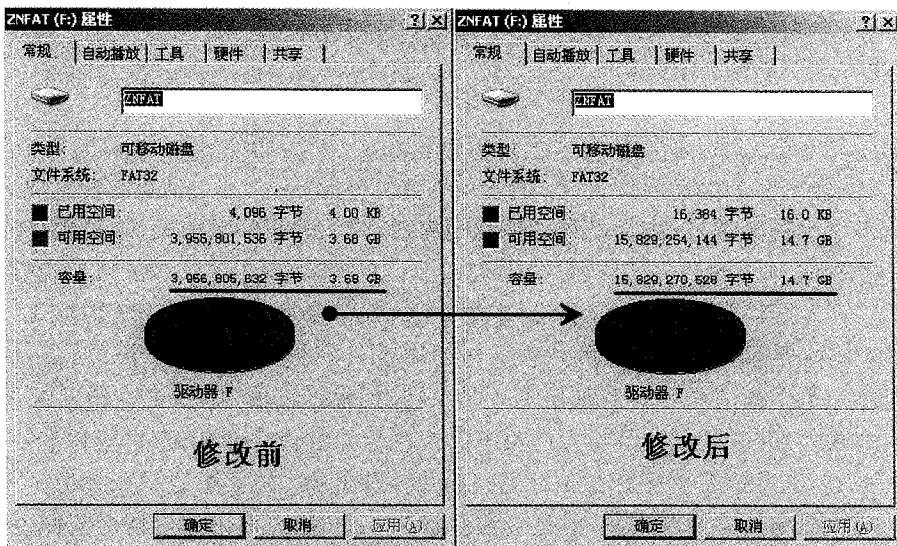 ZNFAT (F:) 属性
常规 自动播放 工具 硬件 共享
ZNFAT
类型: 可移动磁盘
文件系统: FAT32
已用空间: 4,096 字节 4.00 KB
可用空间: 3,956,801,536 字节 3.68 GB
容量: 3,956,805,632 字节 3.68 GB
驱动器 F
修改前
确定 取消 应用(A)
ZNFAT (F:) 属性
常规 自动播放 工具 硬件 共享
ZNFAT
类型 可移动磁盘
文件系统: FAT32
已用空间: 16,384 字节 16.0 KB
可用空间: 15,829,254,144 字节 14.7 GB
容量: 15,829,270,528 字节 14.7 GB
驱动器 F
修改后
确定 取消 应用(A)